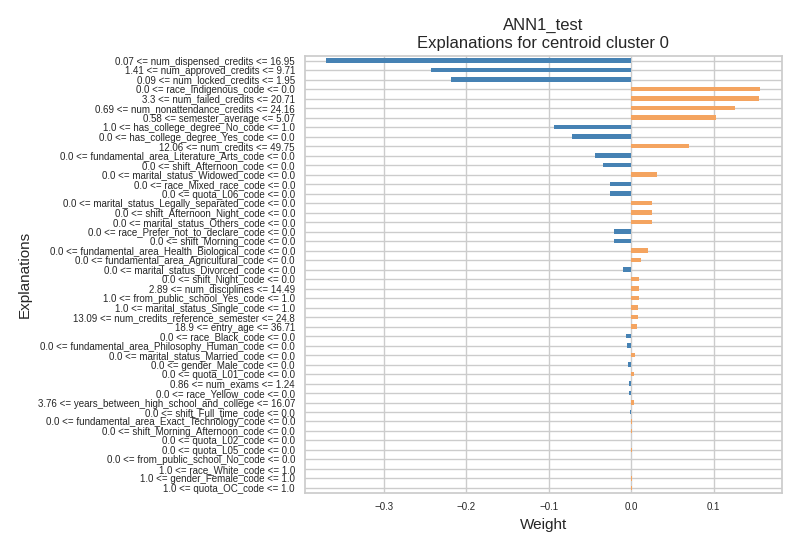 ANN1_test
Explanations for centroid cluster 0
0.07 <= num_dispensed_credits <= 16.95
1.41 <= num_approved_credits <= 9.71
0.09 <= num_locked_credits <= 1.95
0.0 <= race_Indigenous_code <= 0.0
3.3 <= num_failed_credits <= 20.71
0.69 <= num_nonattendance_credits <= 24.16
0.58 <= semester_average <= 5.07
1.0 <= has_college_degree_No_code <= 1.0
0.0 <= has_college_degree_Yes_code <= 0.0
12.06 <= num_credits <= 49.75
0.0 <= fundamental_area_Literature_Arts_code <= 0.0
0.0 <= shift_Afternoon_code <= 0.0
0.0 <= marital_status_Widowed_code <= 0.0
0.0 <= race_Mixed_race_code <= 0.0
0.0 <= quota_L06_code <= 0.0
0.0 <= marital_status_Legally_separated_code <= 0.0
0.0 <= shift_Afternoon_Night_code <= 0.0
0.0 <= marital_status_Others_code <= 0.0
0.0 <= race_Prefer_not_to_declare_code <= 0.0
0.0 <= shift_Morning_code <= 0.0
0.0 <= fundamental_area_Health_Biological_code <= 0.0
0.0 <= fundamental_area_Agricultural_code <= 0.0
0.0 <= marital_status_Divorced_code <= 0.0
0.0 <= shift_Night_code <= 0.0
2.89 <= num_disciplines <= 14.49
1.0 <= from_public_school_Yes_code <= 1.0
1.0 <= marital_status_Single_code <= 1.0
13.09 <= num_credits_reference_semester <= 24.8
18.9 <= entry_age <= 36.71
0.0 <= race_Black_code <= 0.0
0.0 <= fundamental_area_Philosophy_Human_code <= 0.0
0.0 <= marital_status_Married_code <= 0.0
0.0 <= gender_Male_code <= 0.0
0.0 <= quota_L01_code <= 0.0
0.86 <= num_exams <= 1.24
0.0 <= race_Yellow_code <= 0.0
3.76 <= years_between_high_school_and_college <= 16.07
0.0 <= shift_Full_time_code <= 0.0
0.0 <= fundamental_area_Exact_Technology_code <= 0.0
0.0 <= shift_Morning_Afternoon_code <= 0.0
0.0 <= quota_L02_code <= 0.0
0.0 <= quota_L05_code <= 0.0
0.0 <= from_public_school_No_code <= 0.0
1.0 <= race_White_code <= 1.0
1.0 <= gender_Female_code <= 1.0
1.0 <= quota_OC_code <= 1.0
Explanations
−0.3 −0.2 −0.1 0.0 0.1
Weight